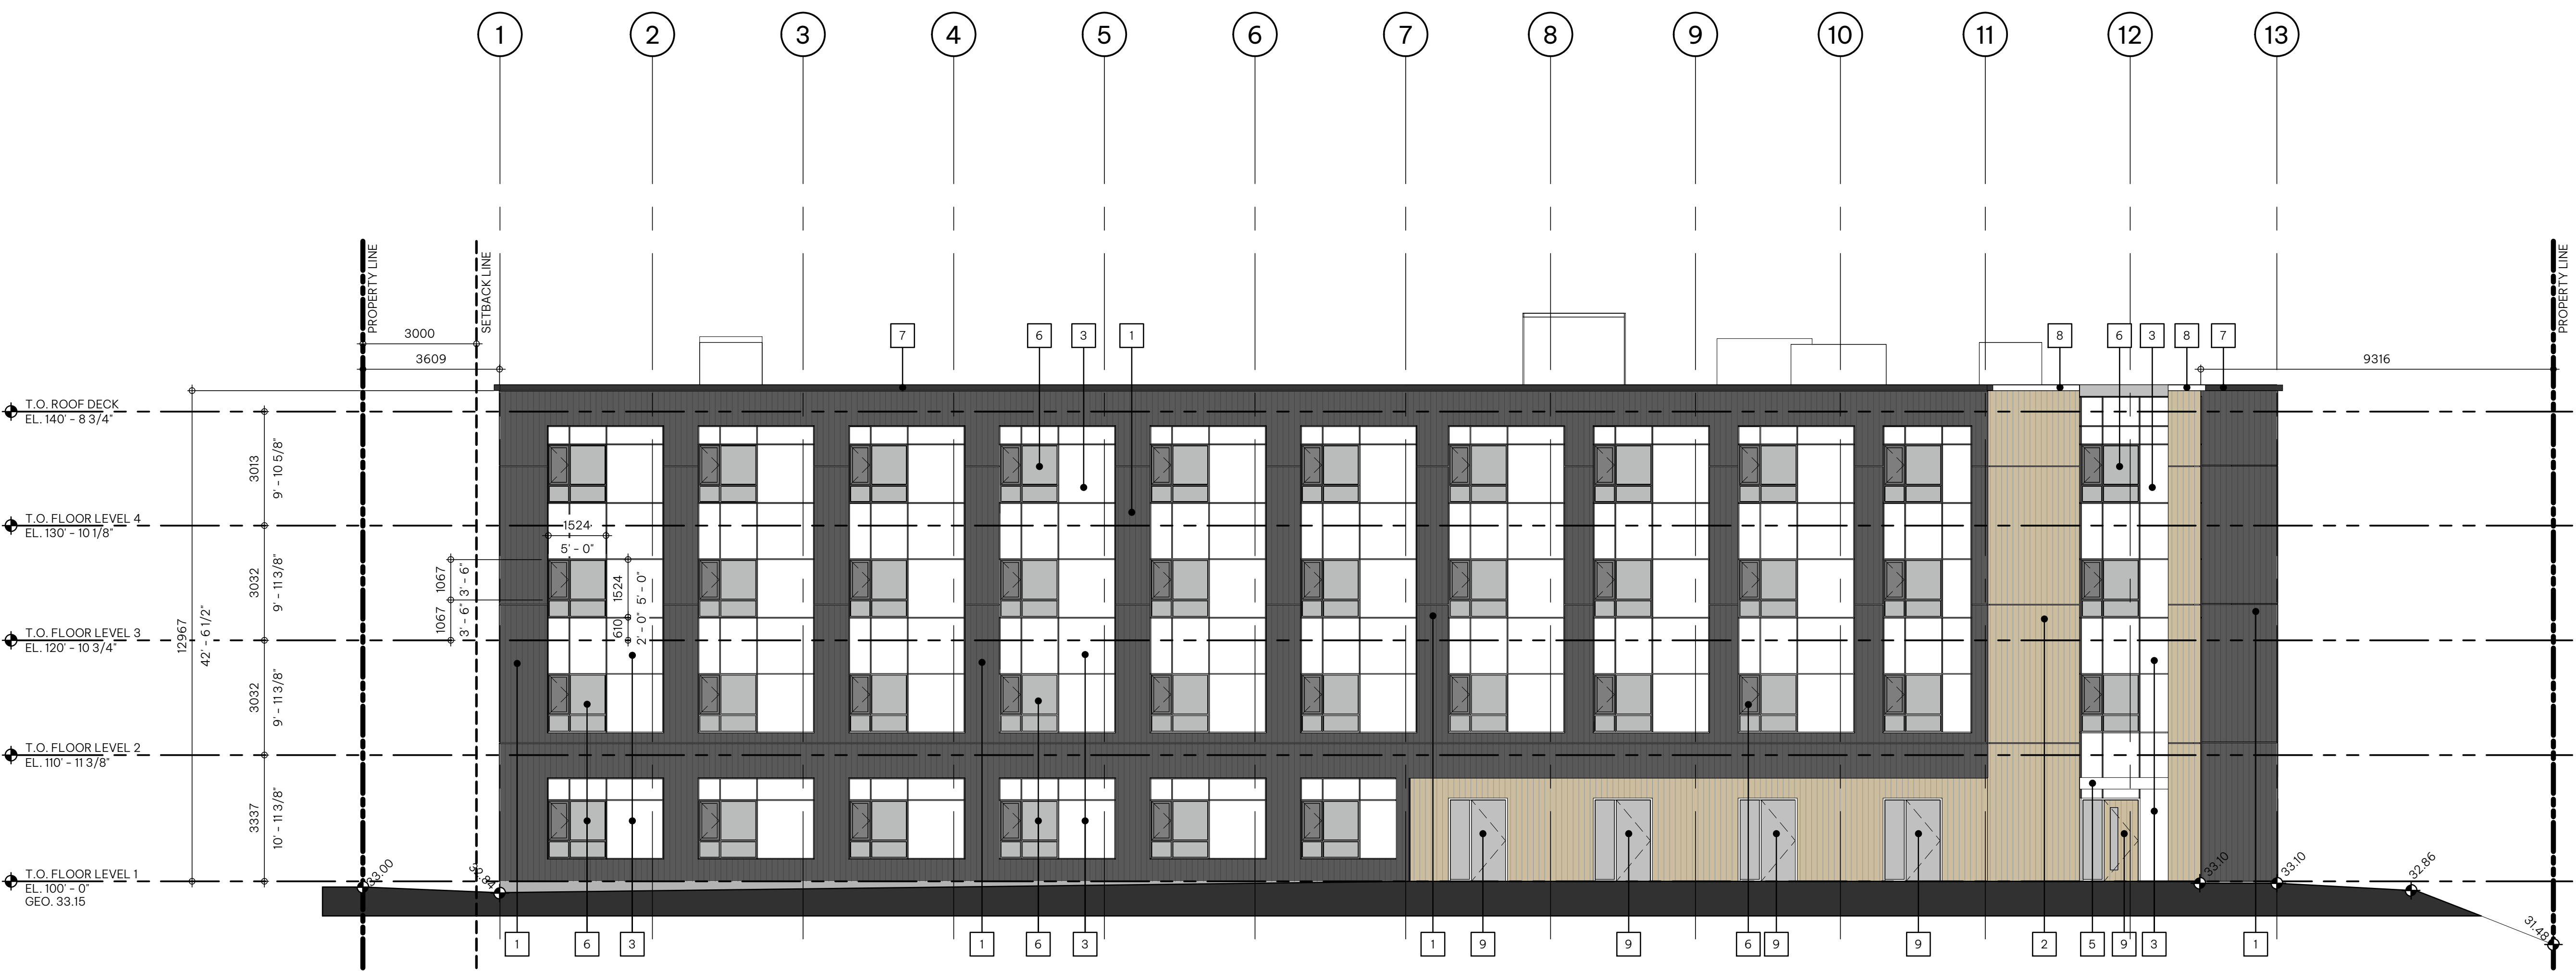 1 2 3 4 5 6 7 8 9 10 11 12 13
PROPERTY LINE
SETBACK LINE
PROPERTY LINE
3000
3609
9316
7 6 3 1 8 6 3 8 7
T.O. ROOF DECK
EL. 140' - 8 3/4"
3013
9' - 10 5/8"
T.O. FLOOR LEVEL 4
EL. 130' - 10 1/8"
1524
5' - 0"
3032
9' - 11 3/8"
1067
3' - 6"
1067
3' - 6"
1524
5' - 0"
610
2' - 0"
12967
42' - 6 1/2"
T.O. FLOOR LEVEL 3
EL. 120' - 10 3/4"
3032
9' - 11 3/8"
T.O. FLOOR LEVEL 2
EL. 110' - 11 3/8"
3337
10' - 11 3/8"
T.O. FLOOR LEVEL 1
EL. 100' - 0"
GEO. 33.15
33.00
32.84
33.10
33.10
32.86
31.48
1 6 3 1 6 3 1 9 9 6 9 9 2 5 9 3 1